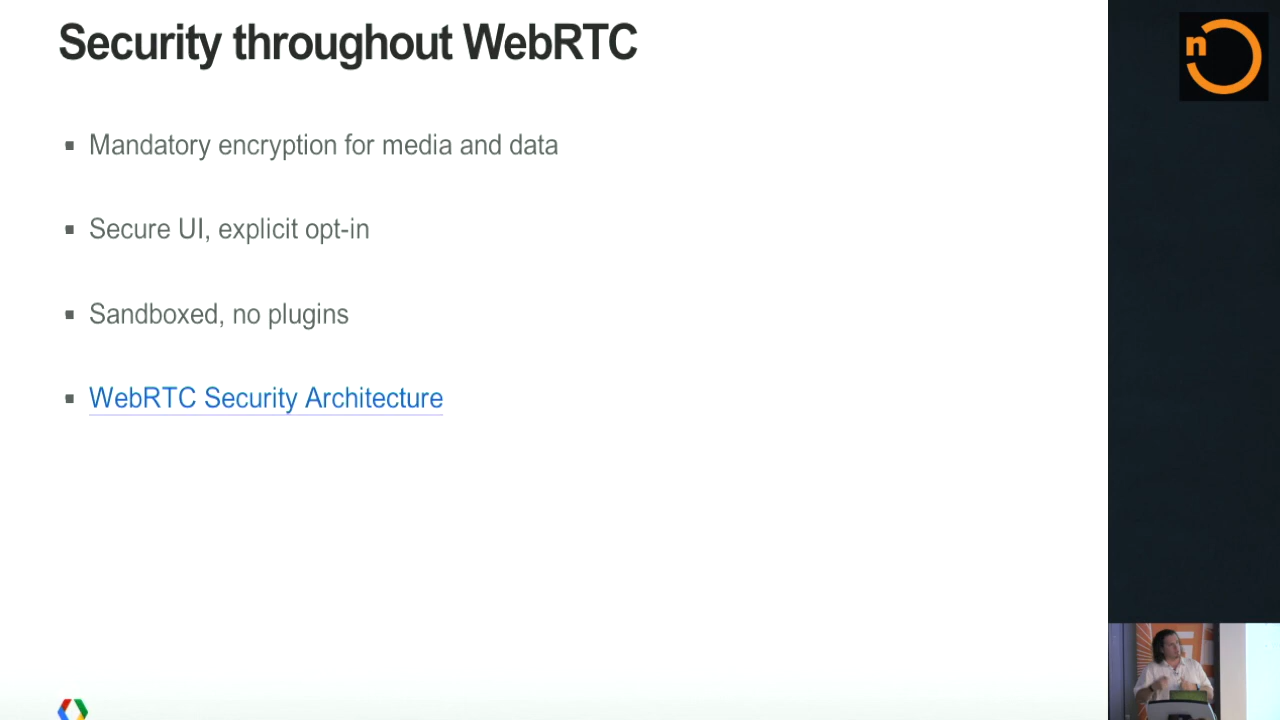 Security throughout WebRTC
Mandatory encryption for media and data
Secure UI, explicit opt-in
Sandboxed, no plugins
WebRTC Security Architecture
n